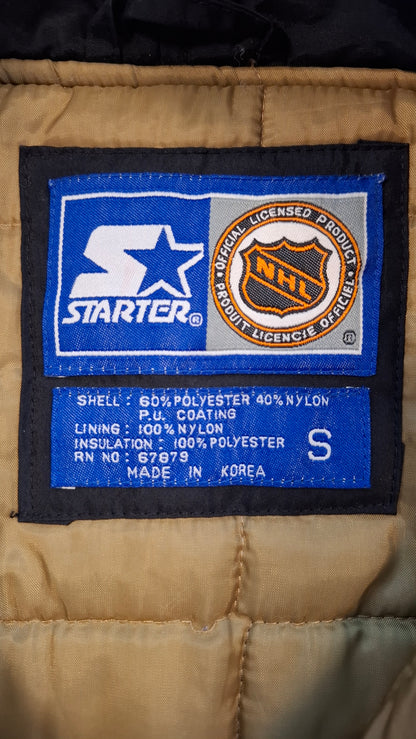 STARTER®
OFFICIAL LICENSED PRODUCT
NHL
PRODUIT LICENCIE OFFICIEL
®
SHELL : 60% POLYESTER 40% NYLON
P.U. COATING
LINING : 100% NYLON
INSULATION : 100% POLYESTER
RN NO : 67879
MADE IN KOREA
S